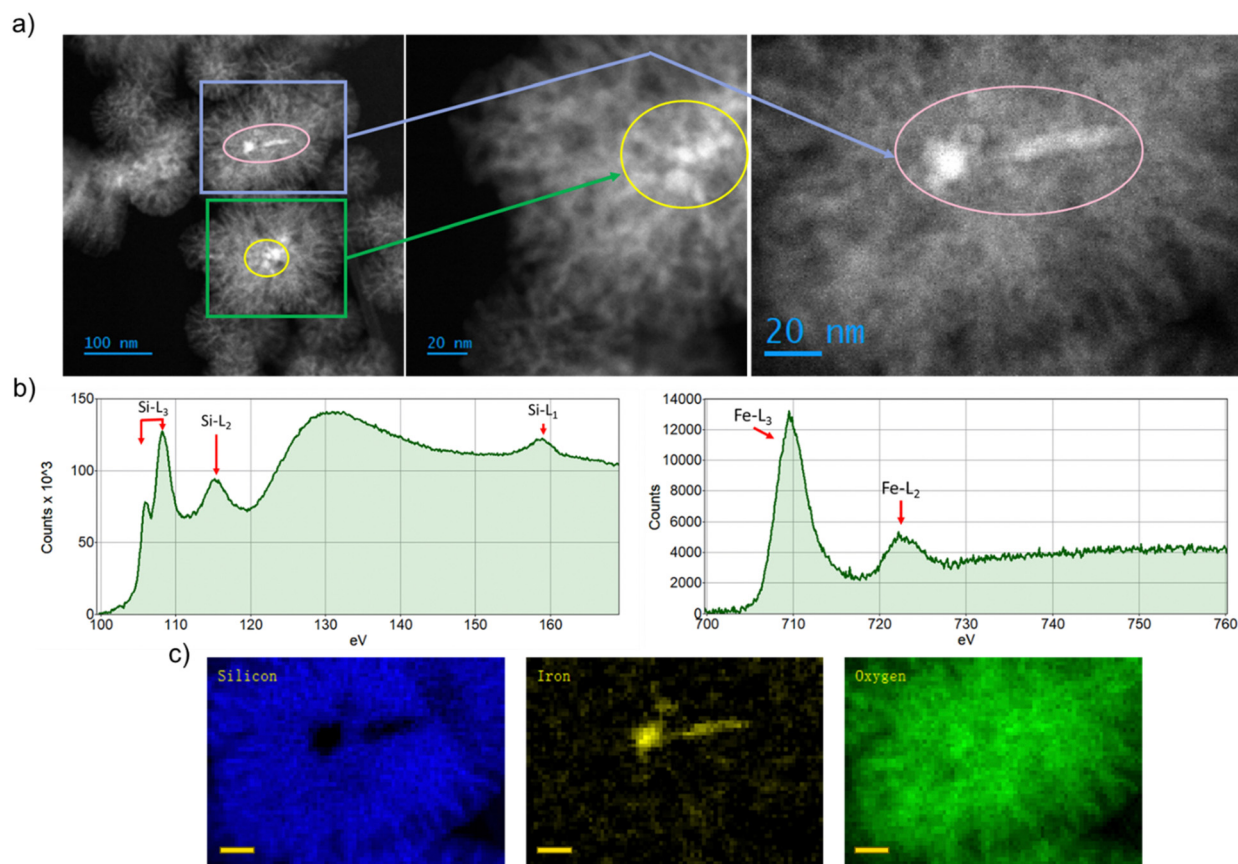 a)
100 nm
20 nm
20 nm
b)
150
100
50
0
Counts x 10^3
Si-L₃
Si-L₂
Si-L₁
100 110 120 130 140 150 160
eV
14000
12000
10000
8000
6000
4000
2000
0
Counts
Fe-L₃
Fe-L₂
700 710 720 730 740 750 760
eV
c)
Silicon
Iron
Oxygen